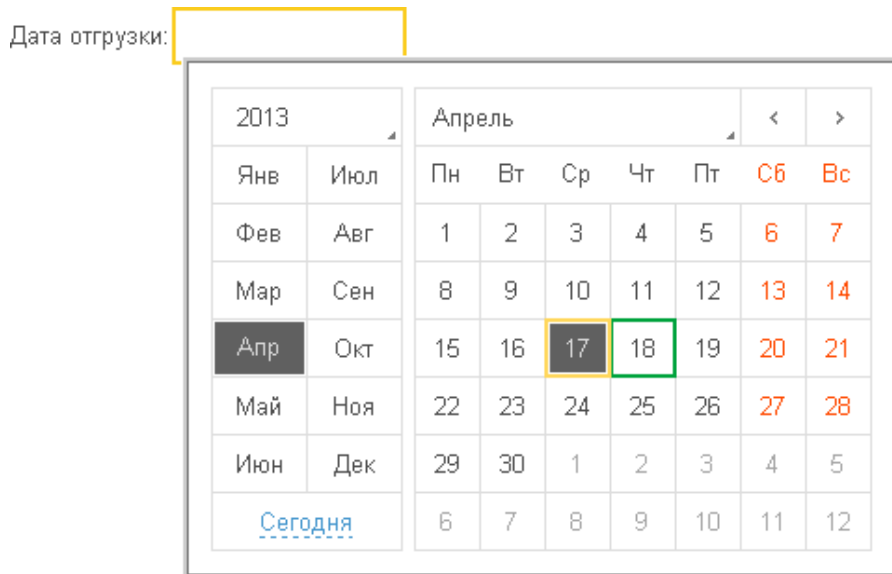 Дата отгрузки:
2013 Апрель < >
Янв Июл Пн Вт Ср Чт Пт Сб Вс
Фев Авг 1 2 3 4 5 6 7
Мар Сен 8 9 10 11 12 13 14
Апр Окт 15 16 17 18 19 20 21
Май Ноя 22 23 24 25 26 27 28
Июн Дек 29 30 1 2 3 4 5
Сегодня 6 7 8 9 10 11 12